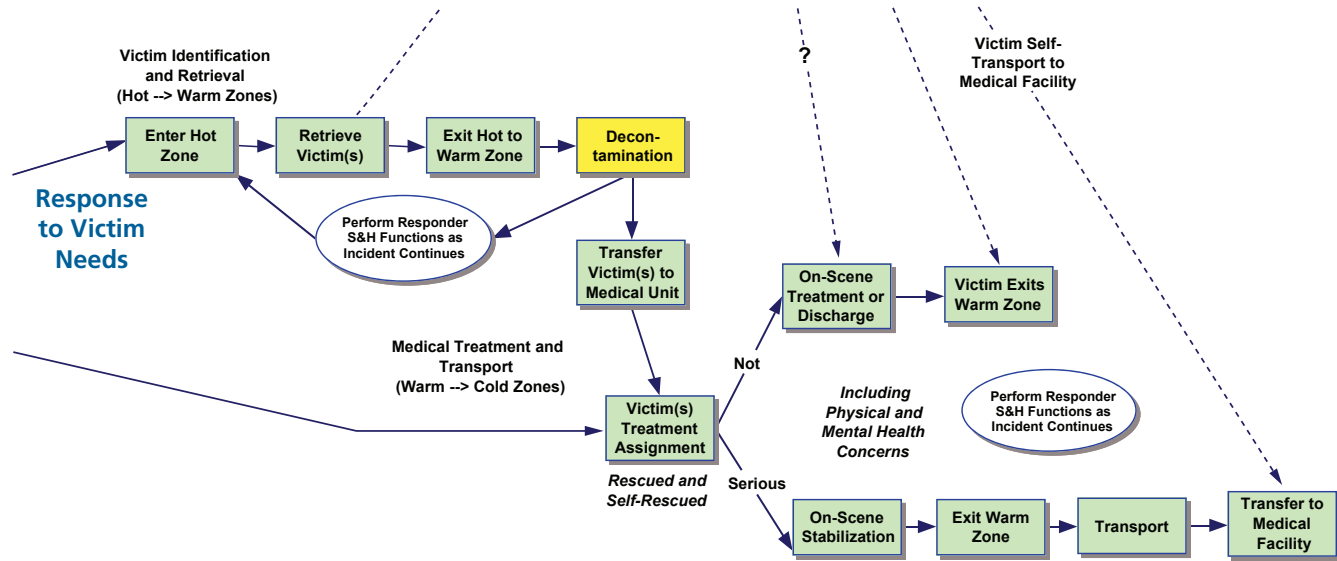 Victim Identification
and Retrieval
(Hot --> Warm Zones)
?
Victim Self-
Transport to
Medical Facility
Enter Hot
Zone
Retrieve
Victim(s)
Exit Hot to
Warm Zone
Decon-
tamination
Response
to Victim
Needs
Perform Responder
S&H Functions as
Incident Continues
Transfer
Victim(s) to
Medical Unit
On-Scene
Treatment or
Discharge
Victim Exits
Warm Zone
Medical Treatment and
Transport
(Warm --> Cold Zones)
Not
Victim(s)
Treatment
Assignment
Including
Physical and
Mental Health
Concerns
Perform Responder
S&H Functions as
Incident Continues
Rescued and
Self-Rescued
Serious
On-Scene
Stabilization
Exit Warm
Zone
Transport
Transfer to
Medical
Facility